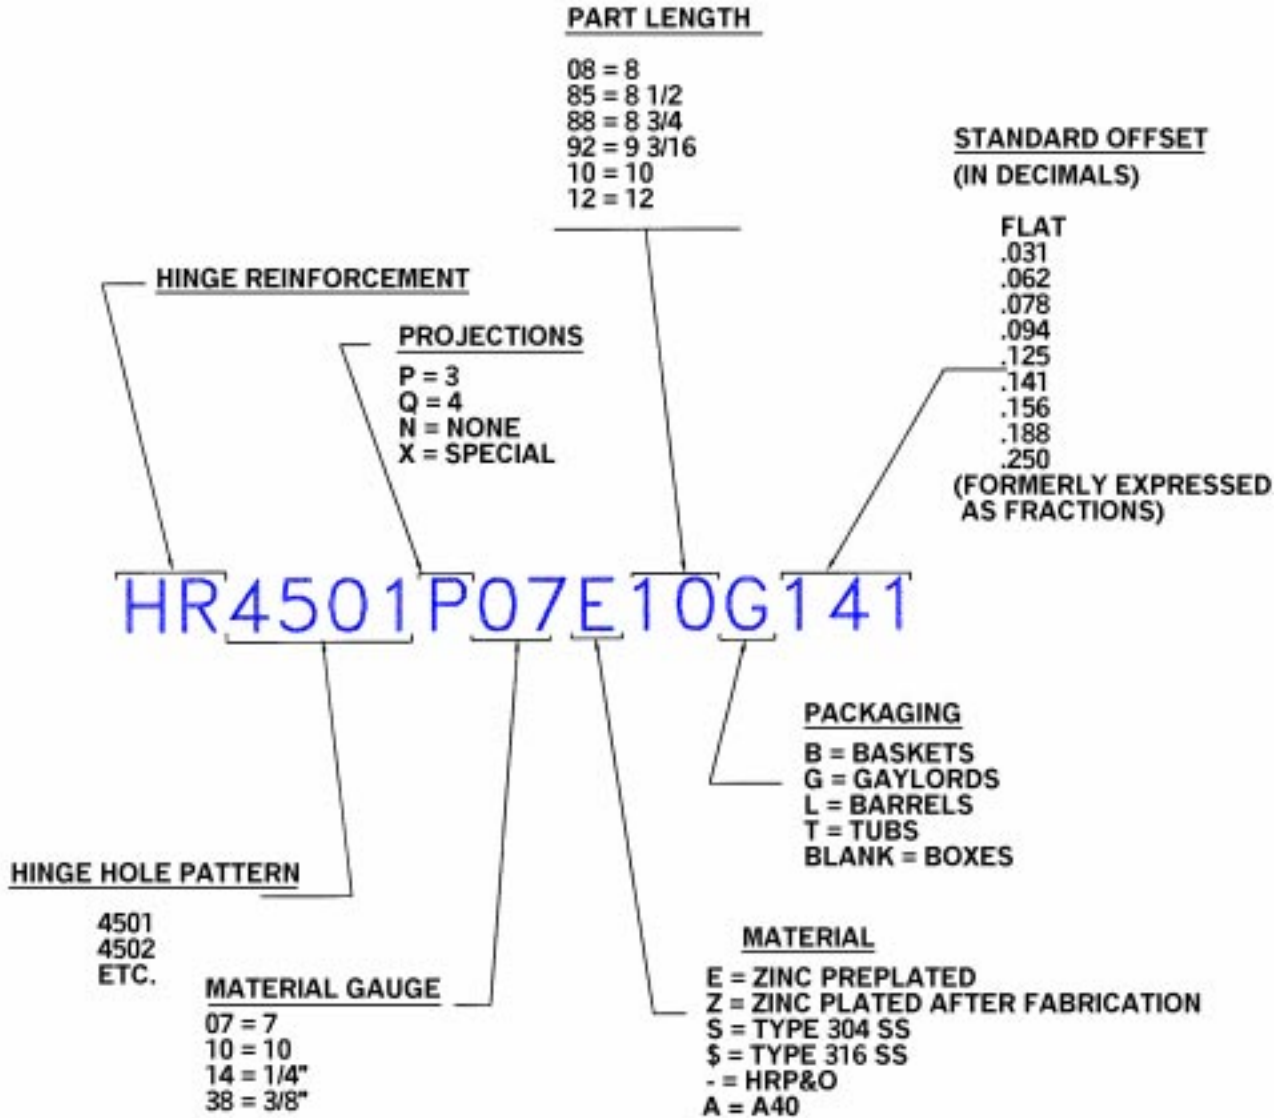 PART LENGTH
08 = 8
85 = 8 1/2
88 = 8 3/4
92 = 9 3/16
10 = 10
12 = 12
STANDARD OFFSET
(IN DECIMALS)
FLAT
.031
.062
.078
.094
.125
.141
.156
.188
.250
(FORMERLY EXPRESSED
AS FRACTIONS)
HINGE REINFORCEMENT
PROJECTIONS
P = 3
Q = 4
N = NONE
X = SPECIAL
HR4501P07E10G141
PACKAGING
B = BASKETS
G = GAYLORDS
L = BARRELS
T = TUBS
BLANK = BOXES
HINGE HOLE PATTERN
4501
4502
ETC.
MATERIAL GAUGE
07 = 7
10 = 10
14 = 1/4"
38 = 3/8"
MATERIAL
E = ZINC PREPLATED
Z = ZINC PLATED AFTER FABRICATION
S = TYPE 304 SS
$ = TYPE 316 SS
- = HRP&O
A = A40